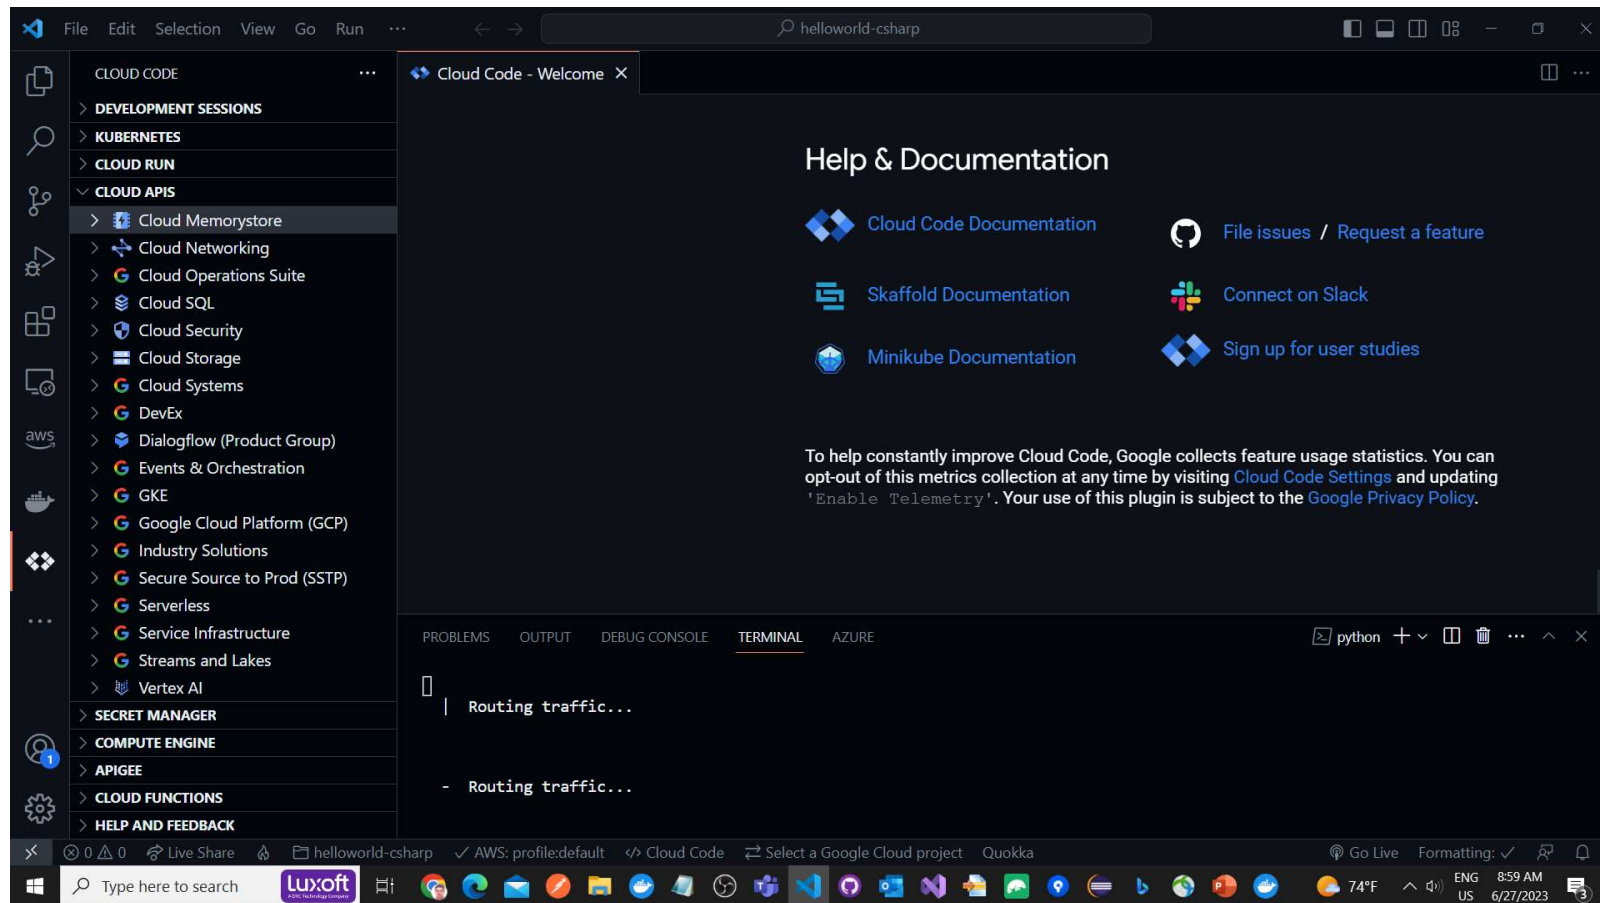 File Edit Selection View Go Run ··· helloworld-csharp
CLOUD CODE ···
Cloud Code - Welcome
DEVELOPMENT SESSIONS
KUBERNETES
CLOUD RUN
CLOUD APIS
Cloud Memorystore
Cloud Networking
Cloud Operations Suite
Cloud SQL
Cloud Security
Cloud Storage
Cloud Systems
DevEx
Dialogflow (Product Group)
Events & Orchestration
GKE
Google Cloud Platform (GCP)
Industry Solutions
Secure Source to Prod (SSTP)
Serverless
Service Infrastructure
Streams and Lakes
Vertex AI
SECRET MANAGER
COMPUTE ENGINE
APIGEE
CLOUD FUNCTIONS
HELP AND FEEDBACK
aws
1
Help & Documentation
Cloud Code Documentation
File issues / Request a feature
Skaffold Documentation
Connect on Slack
Minikube Documentation
Sign up for user studies
To help constantly improve Cloud Code, Google collects feature usage statistics. You can
opt-out of this metrics collection at any time by visiting Cloud Code Settings and updating
'Enable Telemetry'. Your use of this plugin is subject to the Google Privacy Policy.
PROBLEMS OUTPUT DEBUG CONSOLE TERMINAL AZURE python
| Routing traffic...
- Routing traffic...
0 0 Live Share helloworld-csharp AWS: profile:default Cloud Code Select a Google Cloud project Quokka Go Live Formatting: ✓
Type here to search
Luxoft
A DXC Technology Company
74°F
ENG
US
8:59 AM
6/27/2023
3